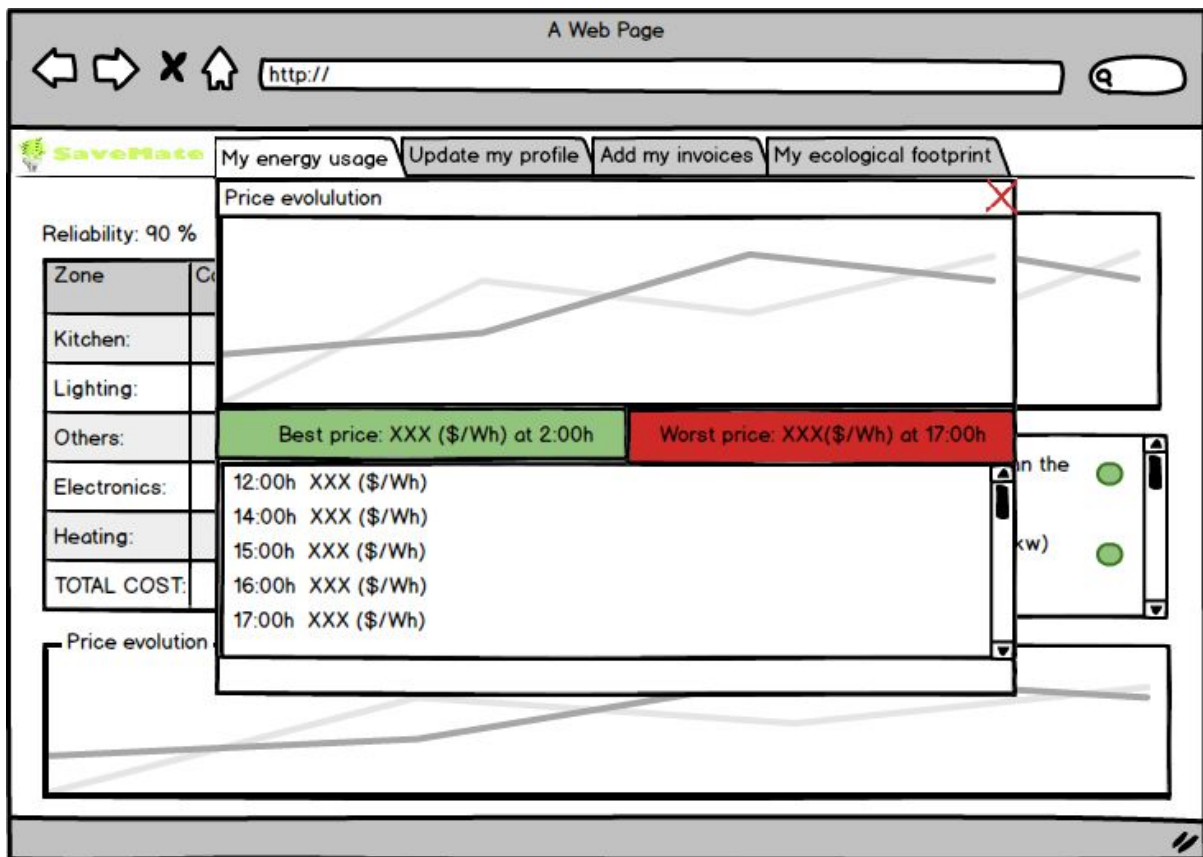 A Web Page
http://
SaveMate
My energy usage
Update my profile
Add my invoices
My ecological footprint
Price evolulution
Reliability: 90 %
Zone
Kitchen:
Lighting:
Others:
Electronics:
Heating:
TOTAL COST:
Best price: XXX ($/Wh) at 2:00h
Worst price: XXX($/Wh) at 17:00h
12:00h XXX ($/Wh)
14:00h XXX ($/Wh)
15:00h XXX ($/Wh)
16:00h XXX ($/Wh)
17:00h XXX ($/Wh)
the
Price evolution